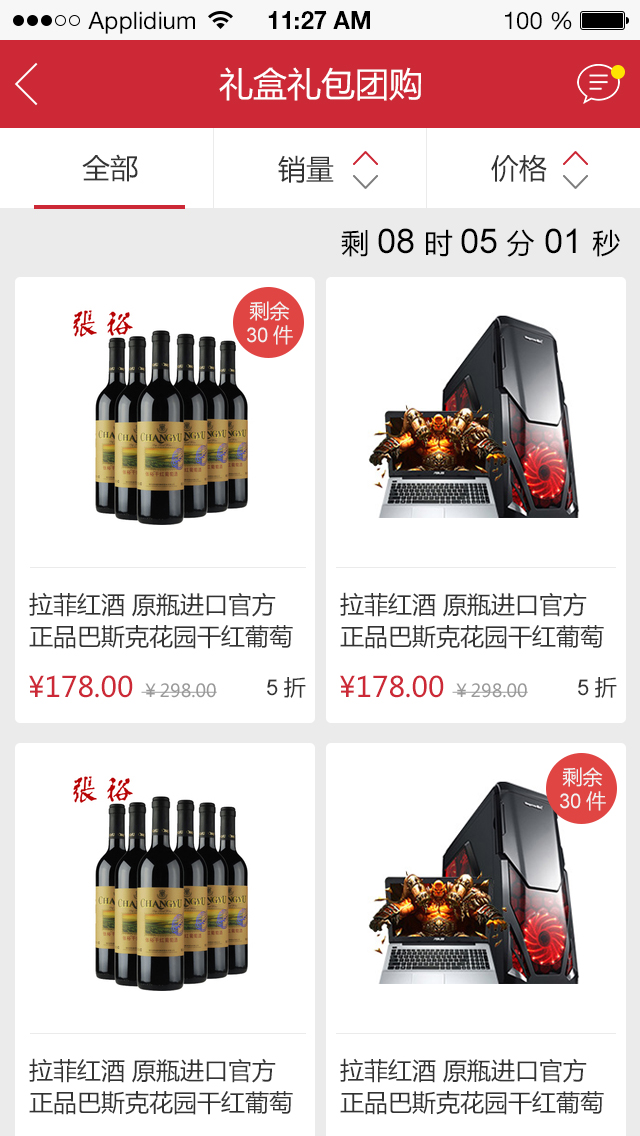 Applidium 11:27 AM 100 %
礼盒礼包团购
全部 销量 价格
剩 08 时 05 分 01 秒
張裕
剩余
30 件
CHANGYU
拉菲红酒 原瓶进口官方
正品巴斯克花园干红葡萄
¥178.00 ¥298.00 5 折
拉菲红酒 原瓶进口官方
正品巴斯克花园干红葡萄
¥178.00 ¥298.00 5 折
張裕
CHANGYU
剩余
30 件
拉菲红酒 原瓶进口官方
正品巴斯克花园干红葡萄
拉菲红酒 原瓶进口官方
正品巴斯克花园干红葡萄